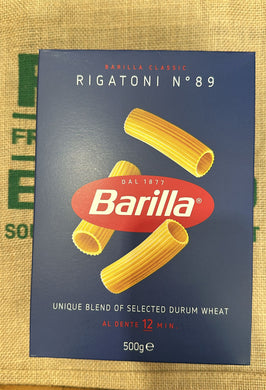 BARILLA CLASSIC
RIGATONI N°89
DAL 1877
Barilla®
UNIQUE BLEND OF SELECTED DURUM WHEAT
AL DENTE 12 MIN.
500g℮